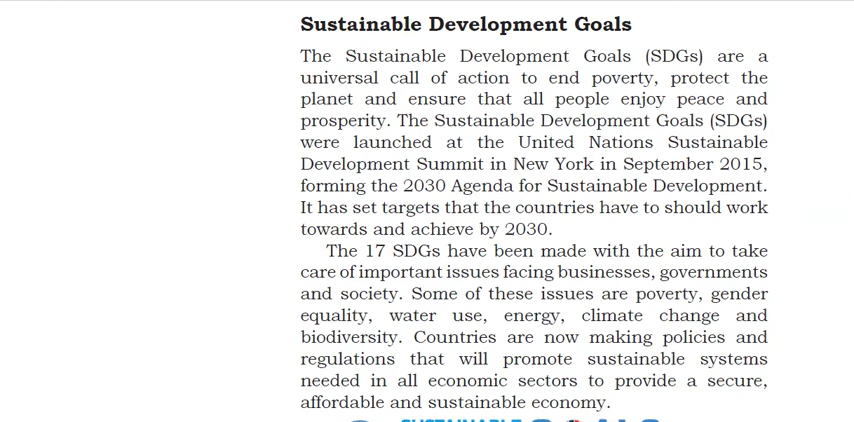 Sustainable Development Goals
The Sustainable Development Goals (SDGs) are a
universal call of action to end poverty, protect the
planet and ensure that all people enjoy peace and
prosperity. The Sustainable Development Goals (SDGs)
were launched at the United Nations Sustainable
Development Summit in New York in September 2015,
forming the 2030 Agenda for Sustainable Development.
It has set targets that the countries have to should work
towards and achieve by 2030.
The 17 SDGs have been made with the aim to take
care of important issues facing businesses, governments
and society. Some of these issues are poverty, gender
equality, water use, energy, climate change and
biodiversity. Countries are now making policies and
regulations that will promote sustainable systems
needed in all economic sectors to provide a secure,
affordable and sustainable economy.